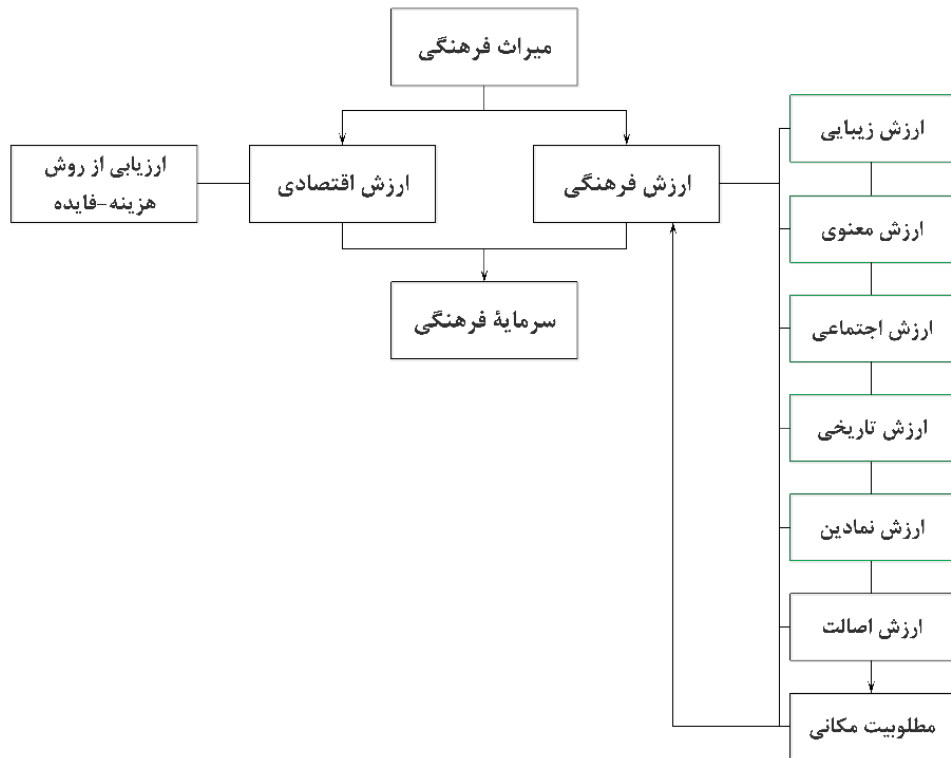 میراث فرهنگی
ارزش زیبایی
ارزش فرهنگی
ارزش اقتصادی
ارزیابی از روش
هزینه-فایده
ارزش معنوی
سرمایهٔ فرهنگی
ارزش اجتماعی
ارزش تاریخی
ارزش نمادین
ارزش اصالت
مطلوبیت مکانی